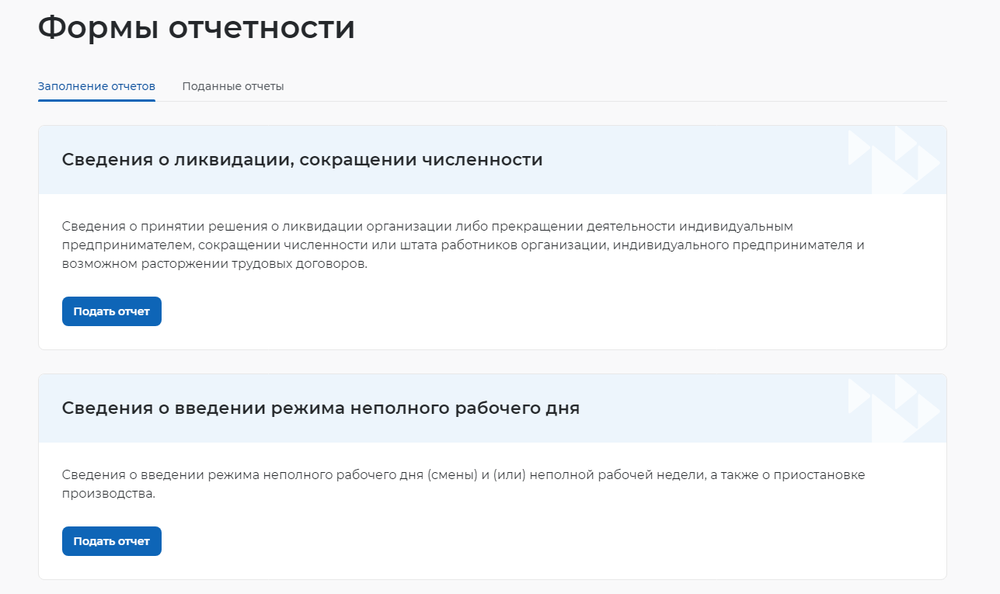 Формы отчетности
Заполнение отчетов
Поданные отчеты
Сведения о ликвидации, сокращении численности
Сведения о принятии решения о ликвидации организации либо прекращении деятельности индивидуальным
предпринимателем, сокращении численности или штата работников организации, индивидуального предпринимателя и
возможном расторжении трудовых договоров.
Подать отчет
Сведения о введении режима неполного рабочего дня
Сведения о введении режима неполного рабочего дня (смены) и (или) неполной рабочей недели, а также о приостановке
производства.
Подать отчет